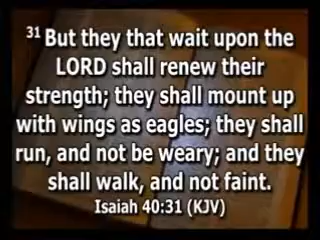 31 But they that wait upon the
LORD shall renew their
strength; they shall mount up
with wings as eagles; they shall
run, and not be weary; and they
shall walk, and not faint.
Isaiah 40:31 (KJV)